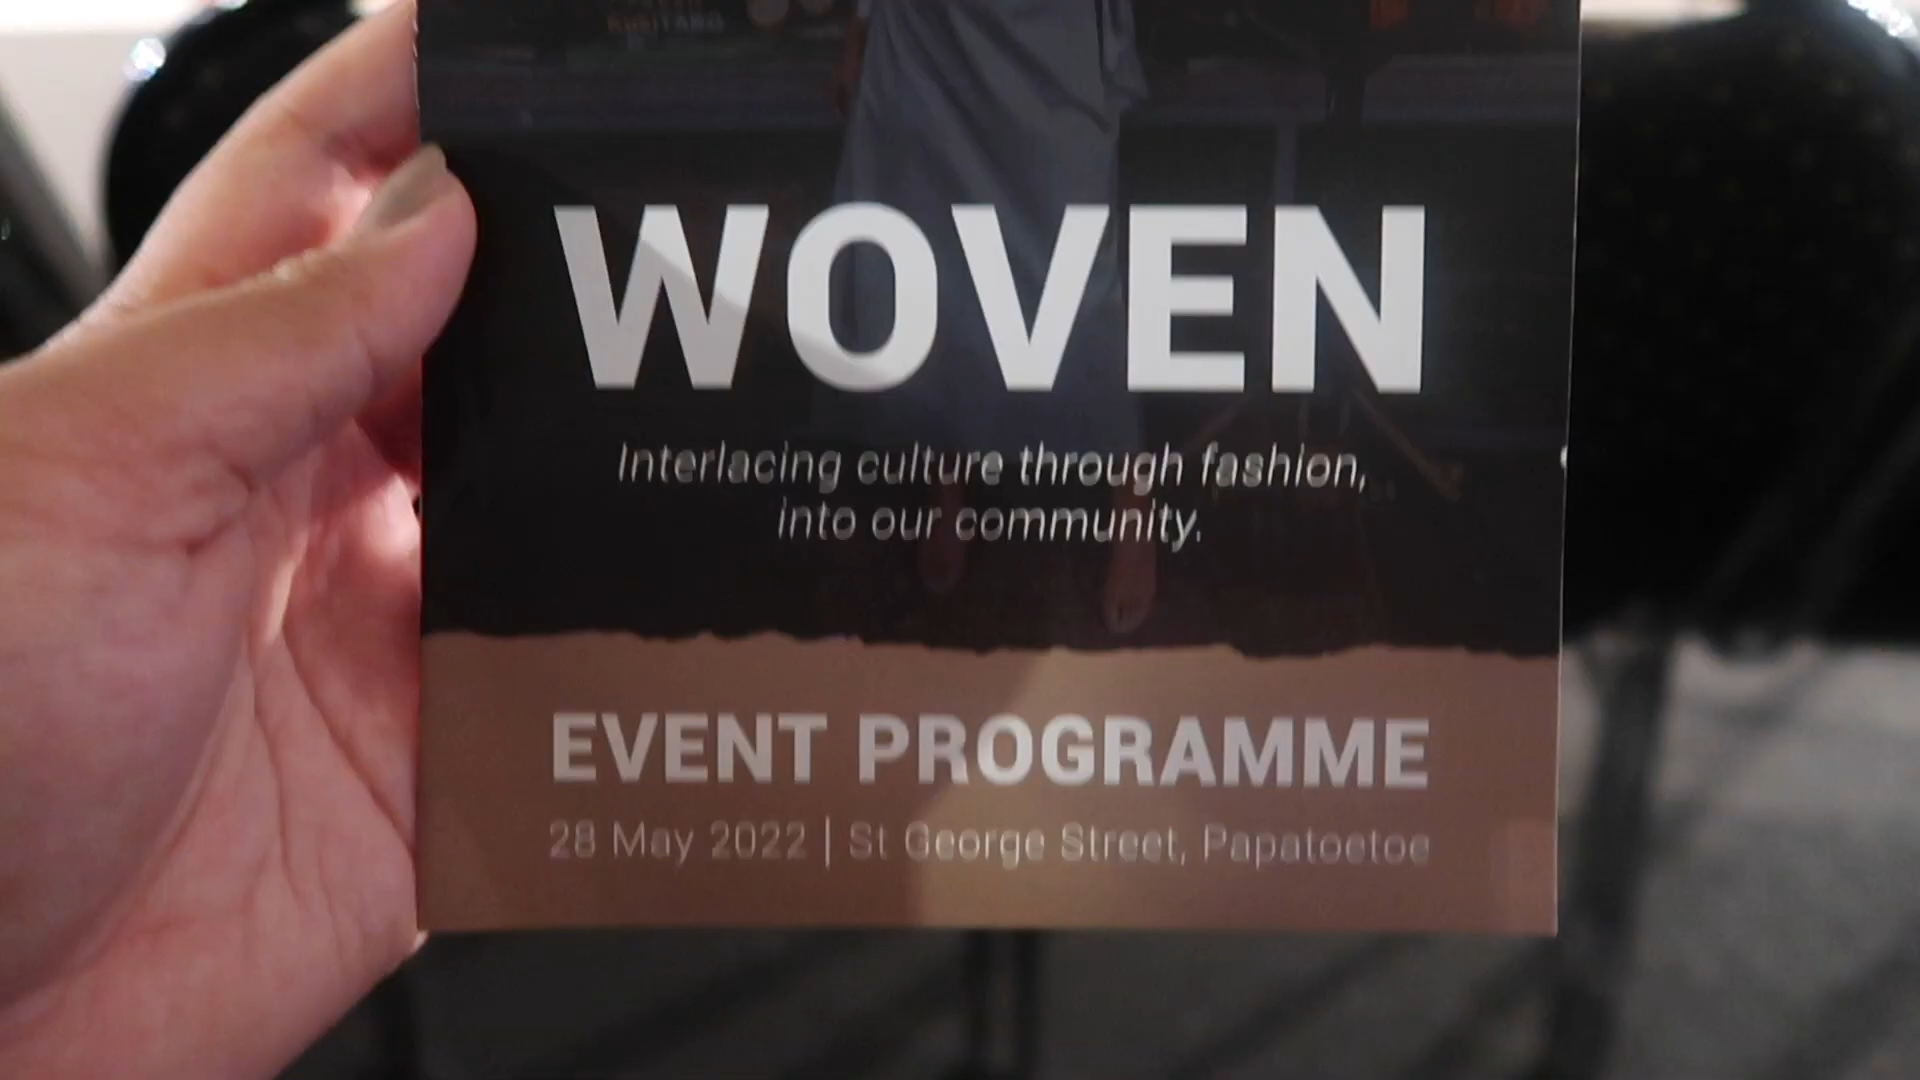 WOVEN
Interlacing culture through fashion,
into our community.
EVENT PROGRAMME
28 May 2022 | St George Street, Papatoetoe